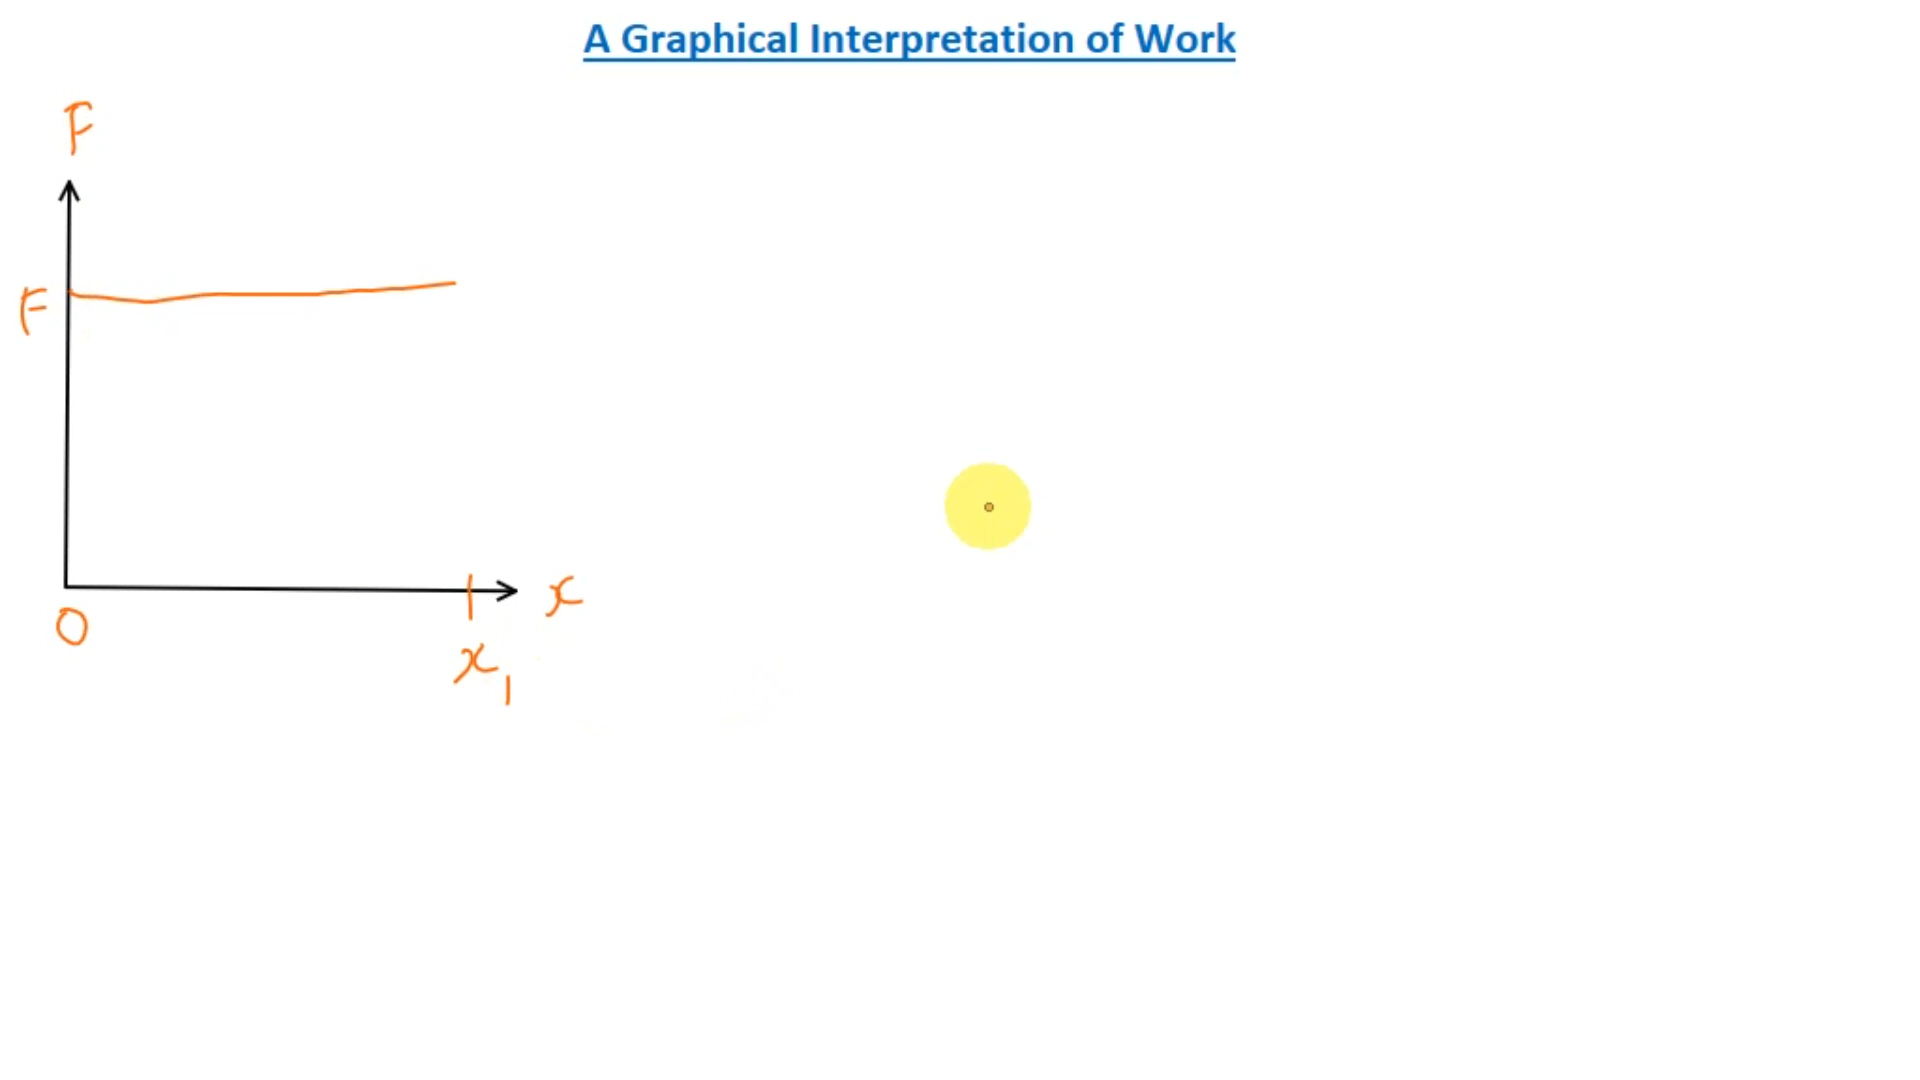 A Graphical Interpretation of Work
F
F
x
O
x₁